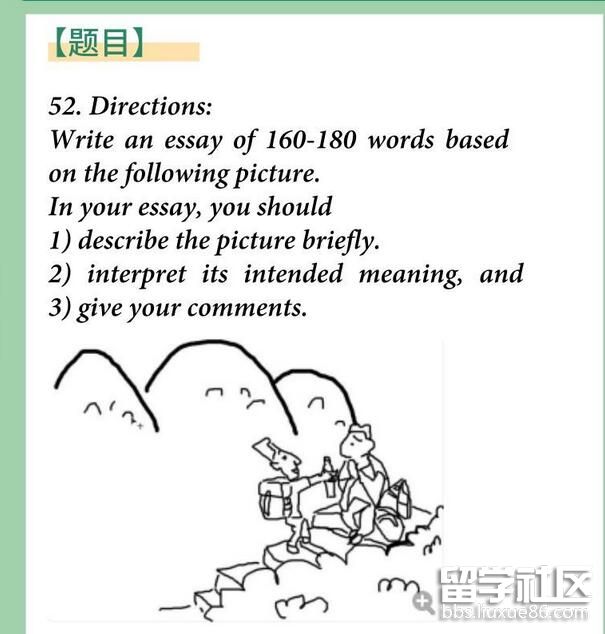 【题目】
52. Directions:
Write an essay of 160-180 words based
on the following picture.
In your essay, you should
1) describe the picture briefly.
2) interpret its intended meaning, and
3) give your comments.
留学社区
bbs.liuxue86.com